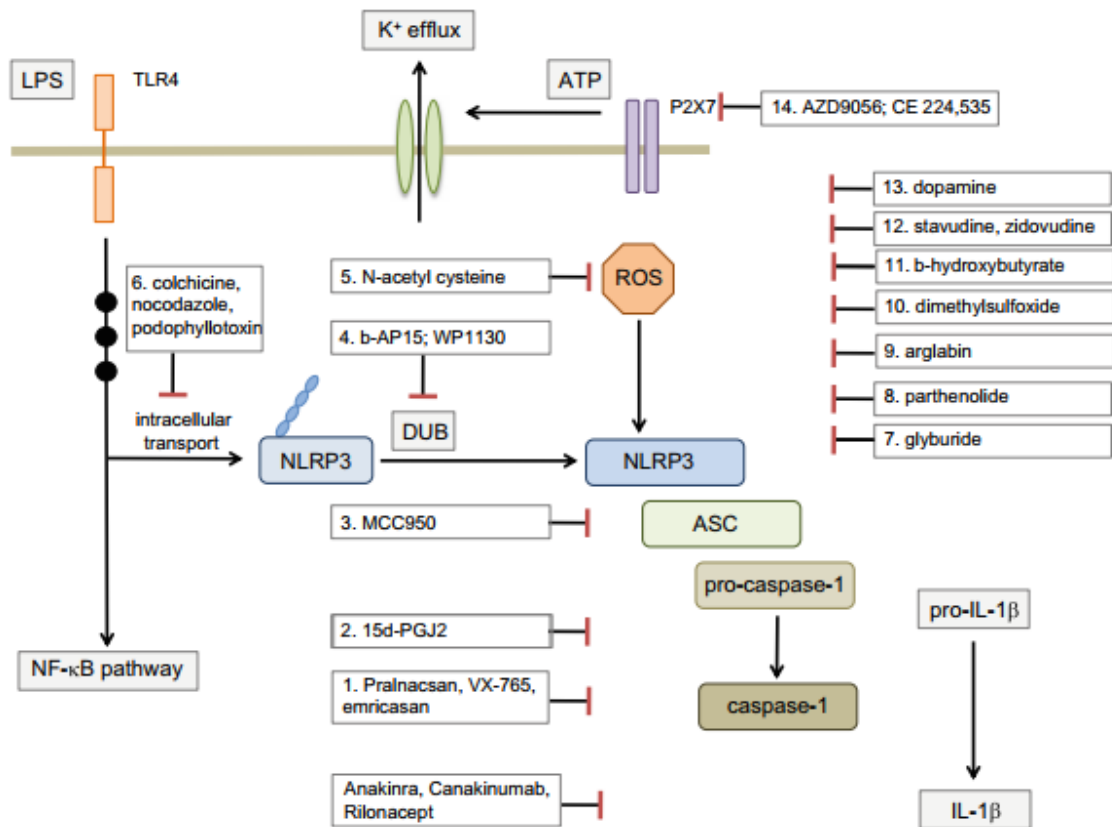 K+ efflux
LPS
TLR4
ATP
P2X7
14. AZD9056; CE 224,535
13. dopamine
12. stavudine, zidovudine
11. b-hydroxybutyrate
10. dimethylsulfoxide
9. arglabin
8. parthenolide
7. glyburide
6. colchicine,
nocodazole,
podophyllotoxin
5. N-acetyl cysteine
ROS
4. b-AP15; WP1130
intracellular
transport
DUB
NLRP3
NLRP3
3. MCC950
ASC
pro-caspase-1
pro-IL-1β
2. 15d-PGJ2
NF-κB pathway
1. Pralnacsan, VX-765,
emricasan
caspase-1
Anakinra, Canakinumab,
Rilonacept
IL-1β